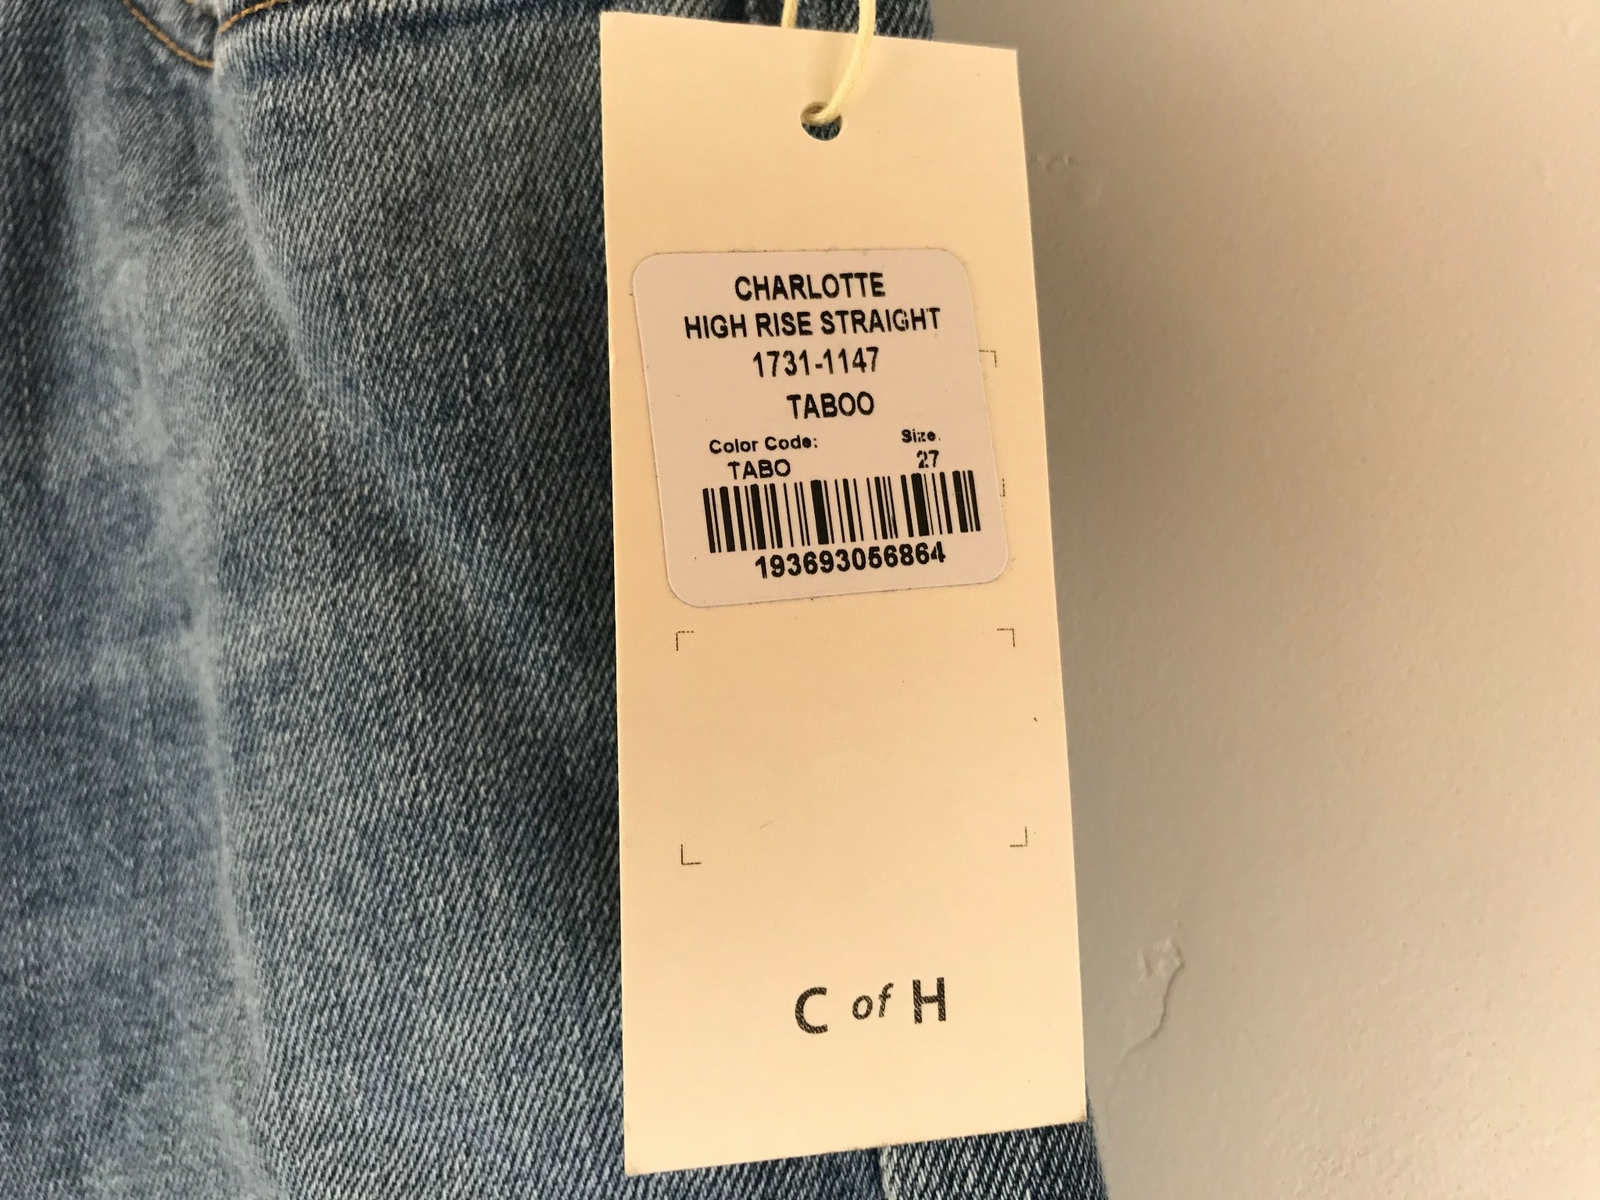 CHARLOTTE
HIGH RISE STRAIGHT
1731-1147
TABOO
Color Code: Size.
TABO 27
193693056864
C of H